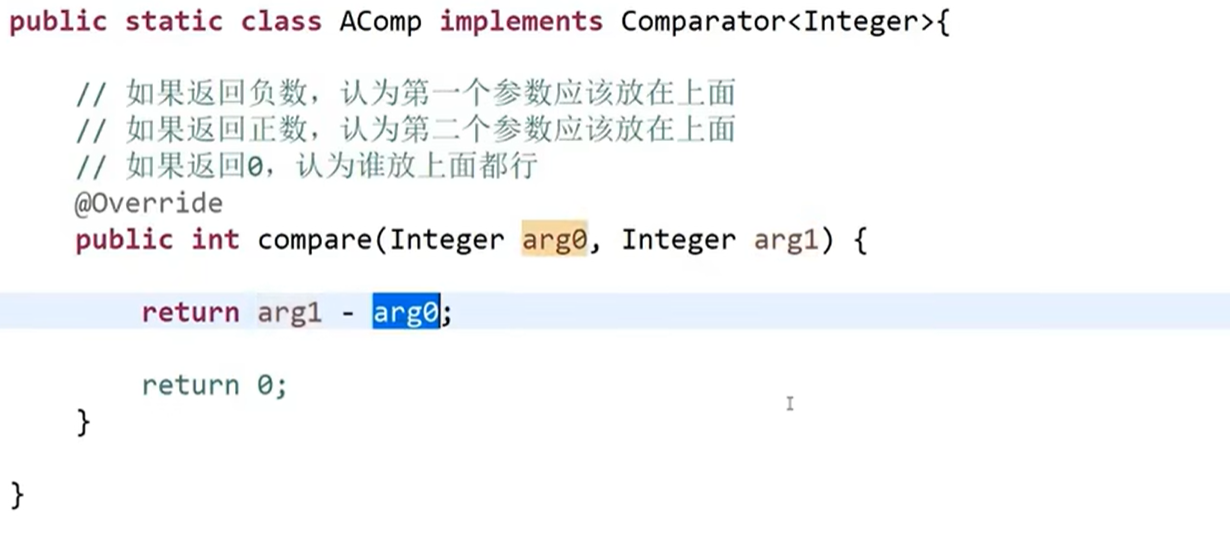 public static class AComp implements Comparator<Integer>{
// 如果返回负数，认为第一个参数应该放在上面
// 如果返回正数，认为第二个参数应该放在上面
// 如果返回0，认为谁放上面都行
@Override
public int compare(Integer arg0, Integer arg1) {
return arg1 - arg0;
return 0;
}
}